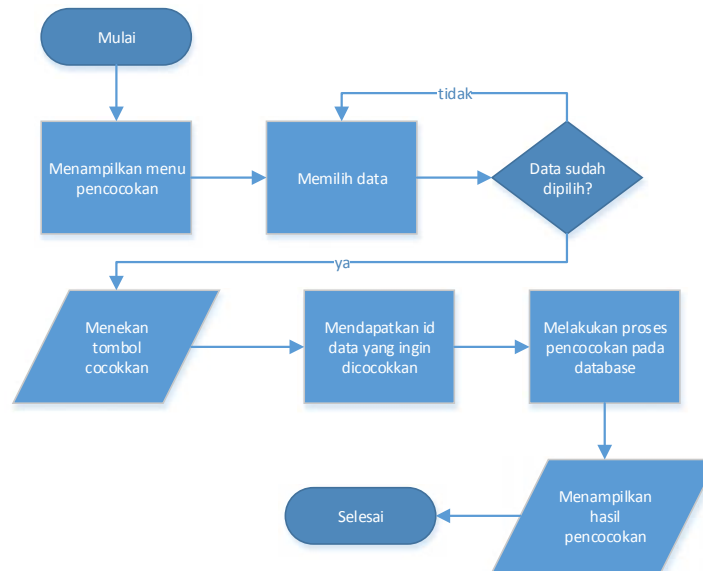 Mulai
tidak
Menampilkan menu
pencocokan
Memilih data
Data sudah
dipilih?
ya
Menekan
tombol
cocokkan
Mendapatkan id
data yang ingin
dicocokkan
Melakukan proses
pencocokan pada
database
Menampilkan
hasil
pencocokan
Selesai